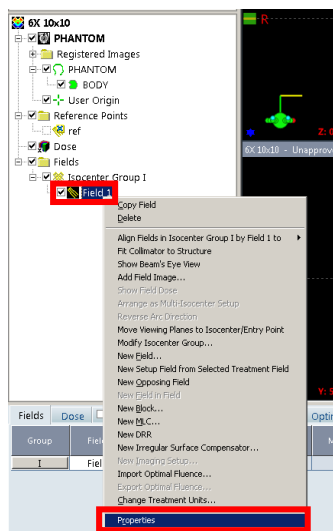 6X 10x10
R
PHANTOM
Registered Images
PHANTOM
BODY
User Origin
Reference Points
ref
Dose
Fields
Isocenter Group I
Field 1
Z: 0
6X 10x10 - Unapprove
Copy Field
Delete
Align Fields in Isocenter Group I by Field 1 to
Fit Collimator to Structure
Show Beam's Eye View
Add Field Image...
Show Field Dose
Arrange as Multi-Isocenter Setup
Reverse Arc Direction
Move Viewing Planes to Isocenter/Entry Point
Modify Isocenter Group...
New Field...
New Setup Field from Selected Treatment Field
New Opposing Field
New Field in Field
New Block...
New MLC...
New DRR
New Irregular Surface Compensator...
New Imaging Setup...
Import Optimal Fluence...
Export Optimal Fluence...
Change Treatment Units...
Properties
Y: 5
Fields Dose Optim
Group Field M
I Fiel